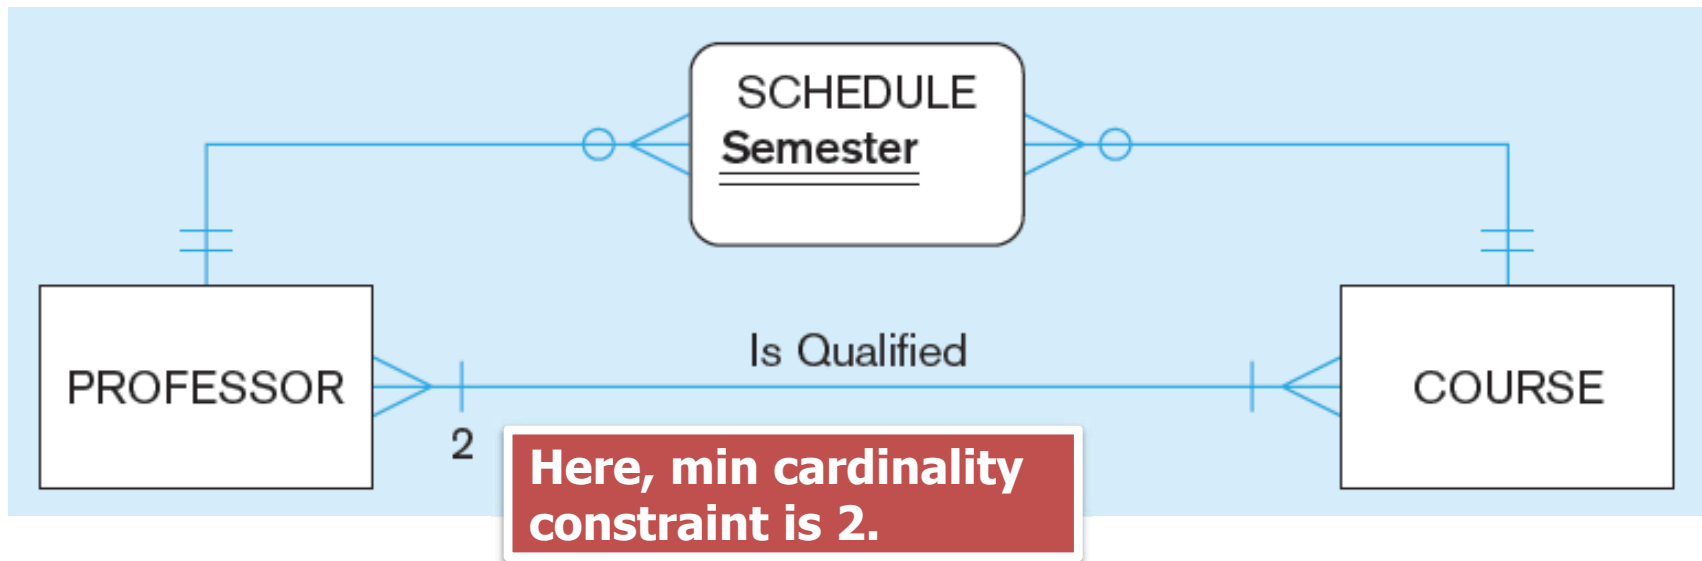 SCHEDULE
Semester
Is Qualified
PROFESSOR
COURSE
2
Here, min cardinality
constraint is 2.